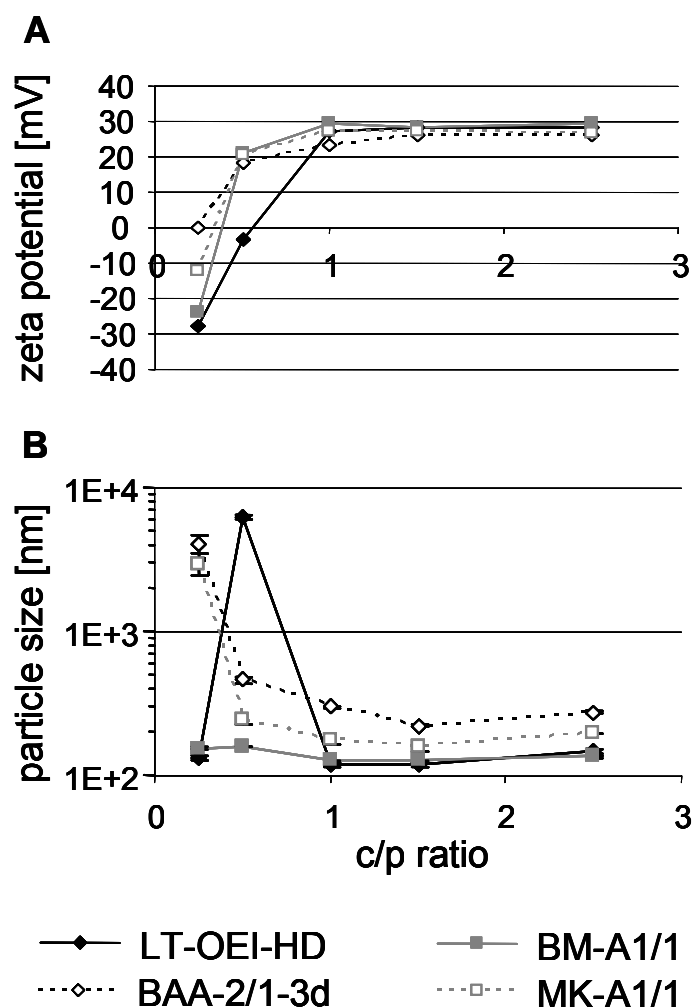 A
zeta potential [mV]
40
30
20
10
0
-10
-20
-30
-40
0 1 2 3
B
particle size [nm]
1E+4
1E+3
1E+2
0 1 2 3
c/p ratio
LT-OEI-HD BM-A1/1
BAA-2/1-3d MK-A1/1